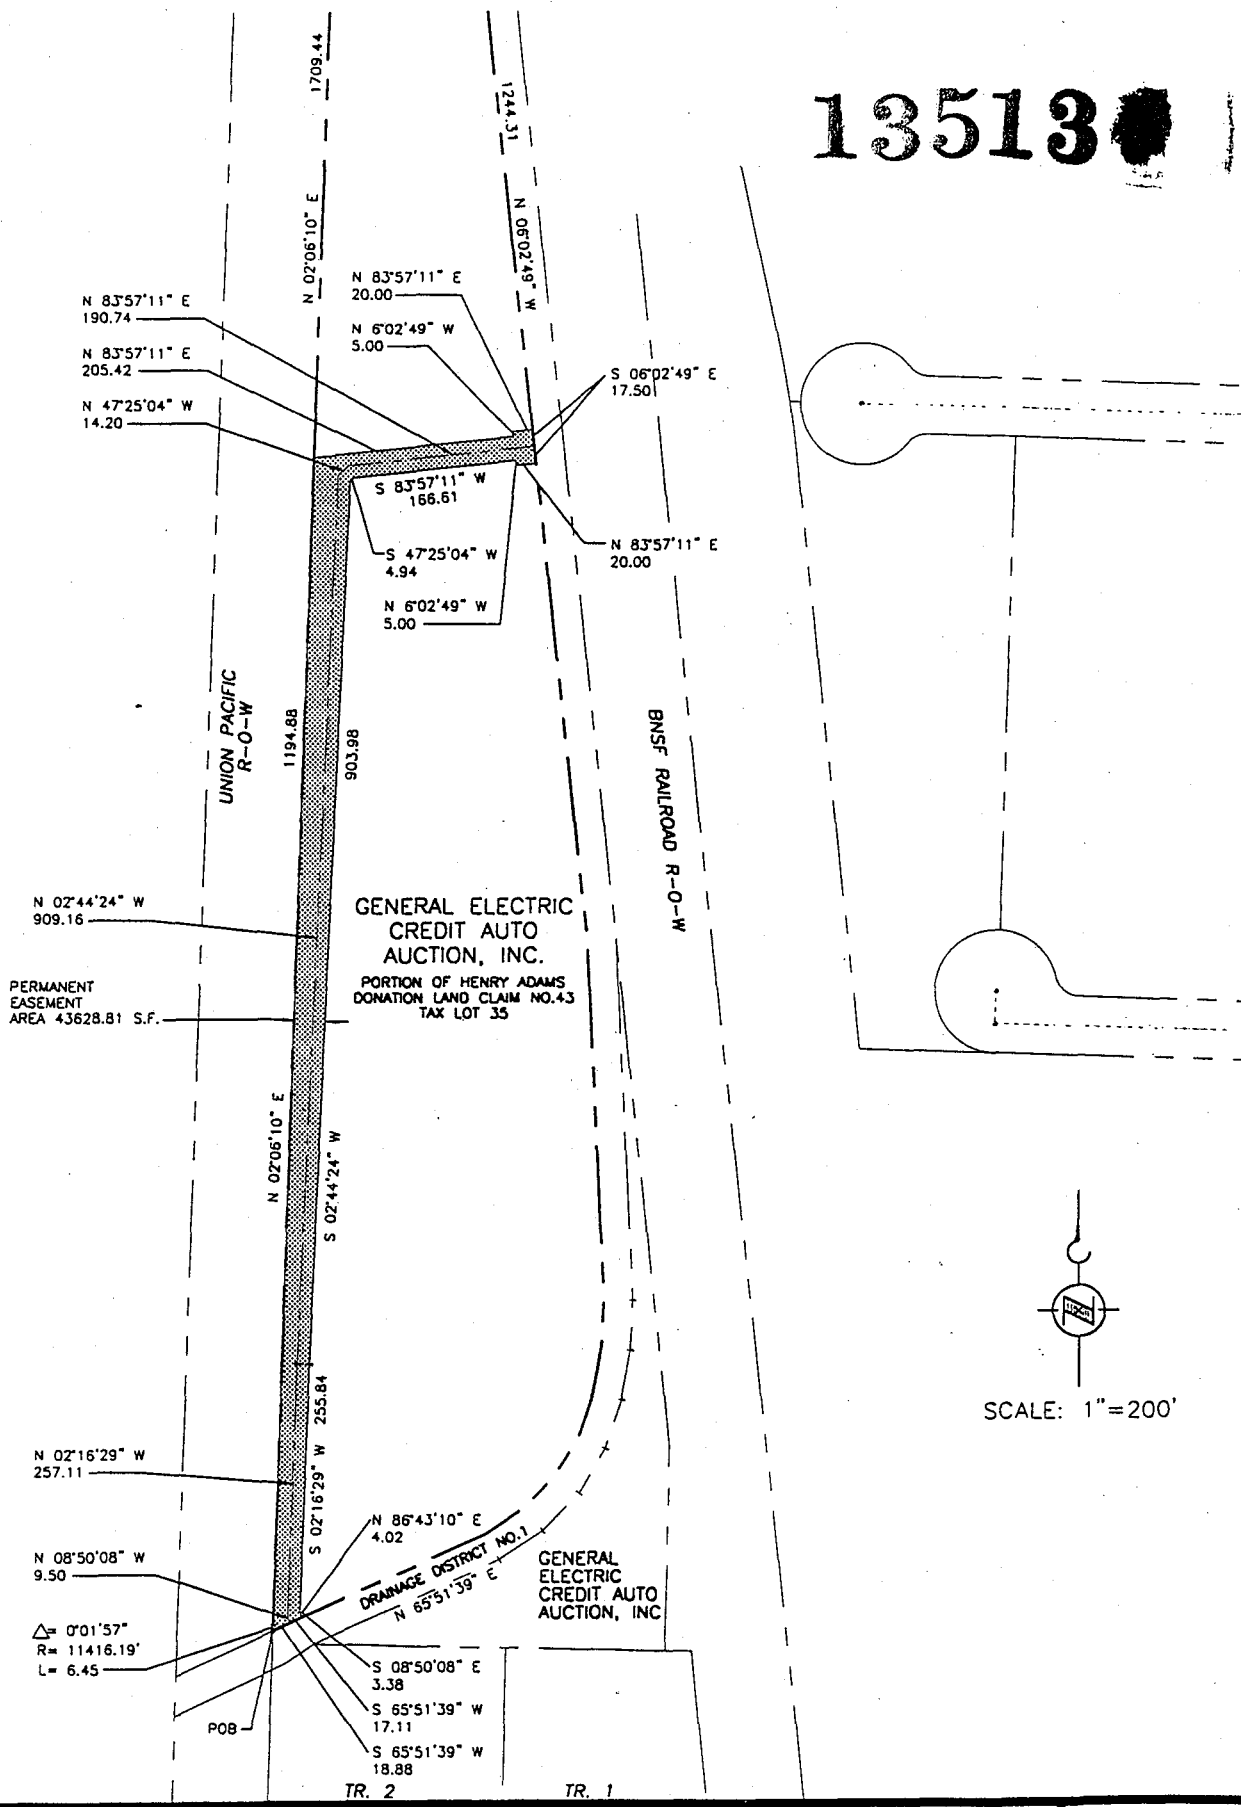 13513
1709.44
1244.31
N 02°06'10" E
N 06°02'49" W
N 83°57'11" E
20.00
N 83°57'11" E
190.74
N 6°02'49" W
5.00
N 83°57'11" E
205.42
S 06°02'49" E
17.50
N 47°25'04" W
14.20
S 83°57'11" W
166.61
S 47°25'04" W
4.94
N 83°57'11" E
20.00
N 6°02'49" W
5.00
UNION PACIFIC
R-O-W
1194.88
903.98
BNSF RAILROAD R-O-W
N 02°44'24" W
909.16
GENERAL ELECTRIC
CREDIT AUTO
AUCTION, INC.
PORTION OF HENRY ADAMS
DONATION LAND CLAIM NO.43
TAX LOT 35
PERMANENT
EASEMENT
AREA 43628.81 S.F.
N 02°06'10" E
S 02°44'24" W
SCALE: 1"=200'
S 02°16'29" W 255.84
N 02°16'29" W
257.11
N 86°43'10" E
4.02
DRAINAGE DISTRICT NO.1
N 65°51'39" E
GENERAL
ELECTRIC
CREDIT AUTO
AUCTION, INC
N 08°50'08" W
9.50
Δ= 0°01'57"
R= 11416.19'
L= 6.45
S 08°50'08" E
3.38
S 65°51'39" W
17.11
POB
S 65°51'39" W
18.88
TR. 2
TR. 1